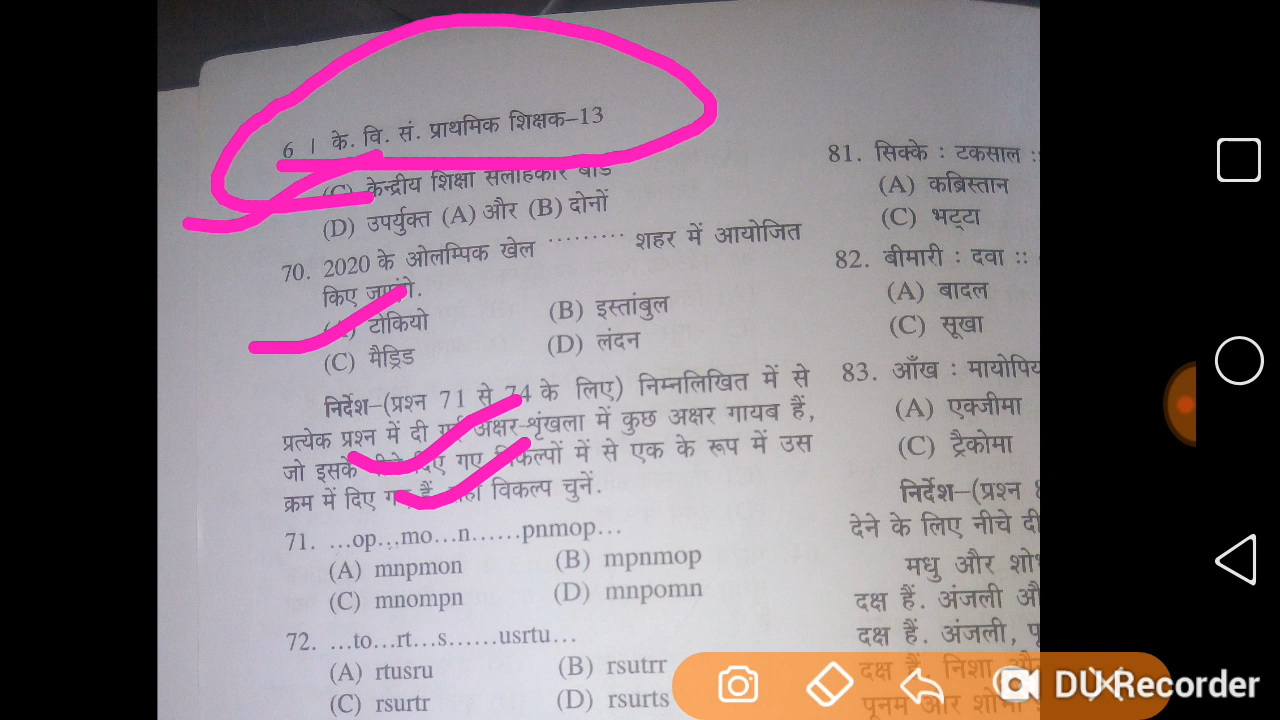 6 । के. वि. सं. प्राथमिक शिक्षक–13
(C) केन्द्रीय शिक्षा सलाहकार बोर्ड
(D) उपर्युक्त (A) और (B) दोनों
70. 2020 के ओलम्पिक खेल ......... शहर में आयोजित
किए जाएंगे.
(A) टोकियो (B) इस्तांबुल
(C) मैड्रिड (D) लंदन
निर्देश–(प्रश्न 71 से 74 के लिए) निम्नलिखित में से
प्रत्येक प्रश्न में दी गई अक्षर-शृंखला में कुछ अक्षर गायब हैं,
जो इसके नीचे दिए गए विकल्पों में से एक के रूप में उस
क्रम में दिए गए हैं. सही विकल्प चुनें.
71. ...op...mo...n......pnmop...
(A) mnpmon (B) mpnmop
(C) mnompn (D) mnpomn
72. ...to...rt...s......usrtu...
(A) rtusru (B) rsutrr
(C) rsurtr (D) rsurts
81. सिक्के : टकसाल ::
(A) कब्रिस्तान
(C) भट्टा
82. बीमारी : दवा ::
(A) बादल
(C) सूखा
83. आँख : मायोपिय
(A) एक्जीमा
(C) ट्रैकोमा
निर्देश–(प्रश्न
देने के लिए नीचे दी
मधु और शो
दक्ष हैं. अंजली औ
दक्ष हैं. अंजली, पू
दक्ष हैं. निशा और
पूनम और शोभा
DU Recorder